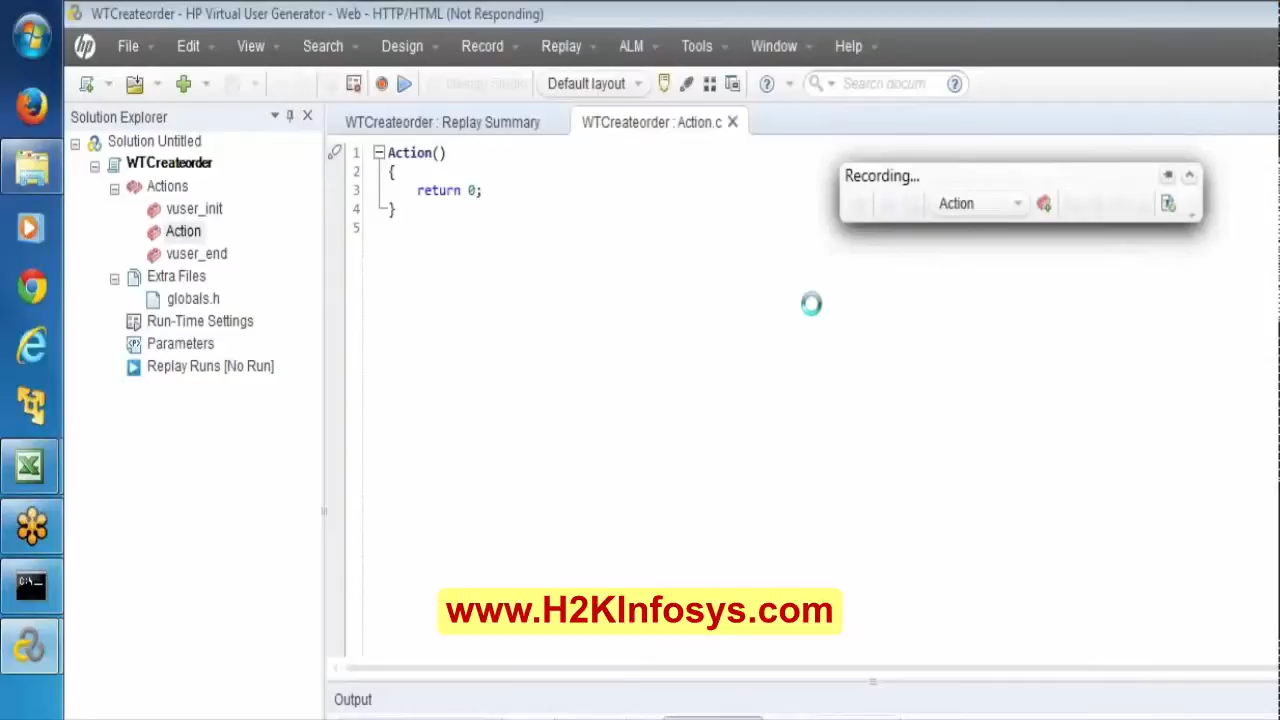 WTCreateorder - HP Virtual User Generator - Web - HTTP/HTML (Not Responding)
hp File Edit View Search Design Record Replay ALM Tools Window Help
Default layout
Search docum
Solution Explorer
Solution Untitled
WTCreateorder
Actions
vuser_init
Action
vuser_end
Extra Files
globals.h
Run-Time Settings
Parameters
Replay Runs [No Run]
WTCreateorder : Replay Summary
WTCreateorder : Action.c
1 Action()
2 {
3 return 0;
4 }
5
Recording...
Action
C:\_
www.H2KInfosys.com
Output